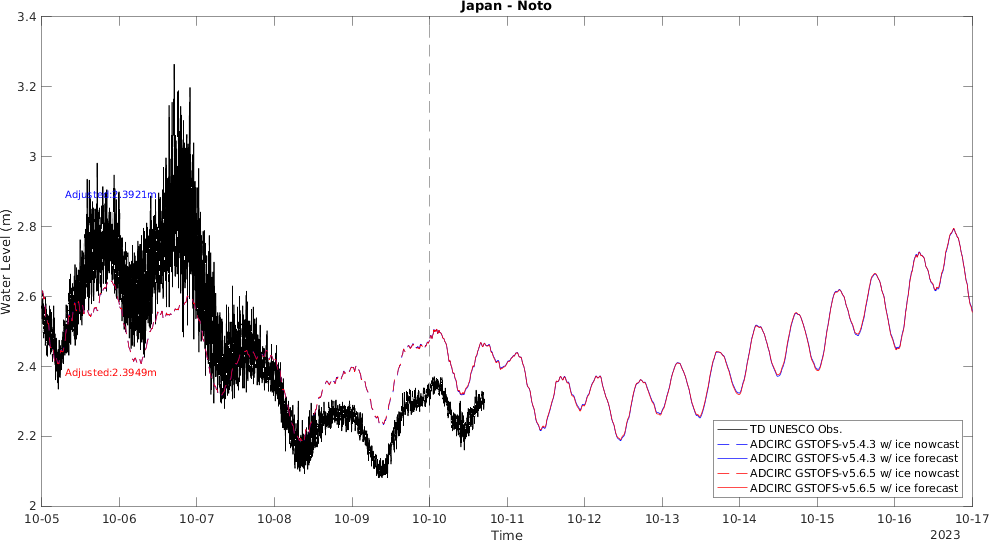 Japan - Noto
3.4
3.2
3
2.8
2.6
2.4
2.2
2
Water Level (m)
Adjusted:2.3921m
Adjusted:2.3949m
TD UNESCO Obs.
ADCIRC GSTOFS-v5.4.3 w/ ice nowcast
ADCIRC GSTOFS-v5.4.3 w/ ice forecast
ADCIRC GSTOFS-v5.6.5 w/ ice nowcast
ADCIRC GSTOFS-v5.6.5 w/ ice forecast
10-05 10-06 10-07 10-08 10-09 10-10 10-11 10-12 10-13 10-14 10-15 10-16 10-17
Time
2023